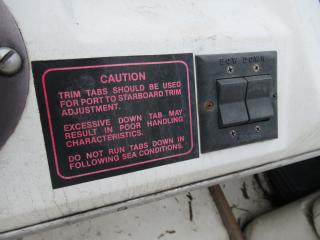 CAUTION
TRIM TABS SHOULD BE USED
FOR PORT TO STARBOARD TRIM
ADJUSTMENT.
EXCESSIVE DOWN TAB MAY
RESULT IN POOR HANDLING
CHARACTERISTICS.
DO NOT RUN TABS DOWN IN
FOLLOWING SEA CONDITIONS.
BOW DOWN